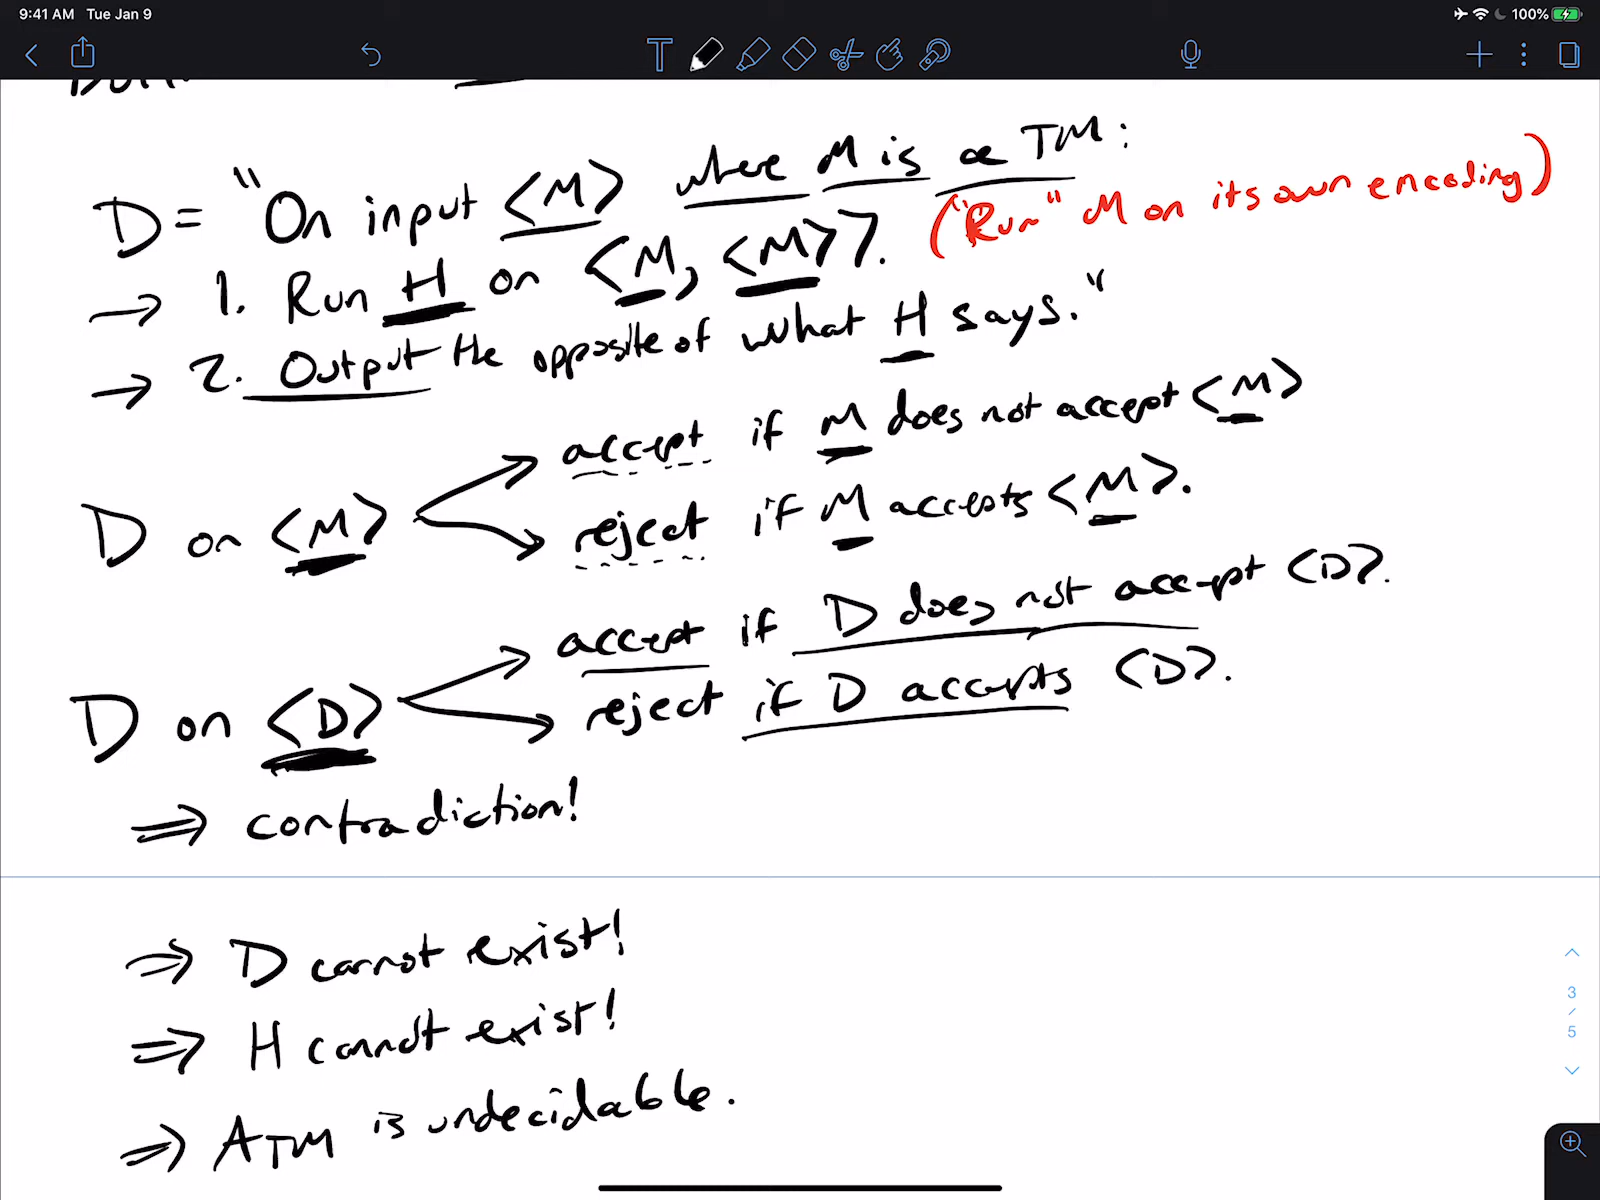 9:41 AM Tue Jan 9
100%
T
D = "On input <M> where M is a TM:
→ 1. Run H on <M, <M>>. ("Run" M on its own encoding)
→ 2. Output the opposite of what H says."
accept if M does not accept <M>
D on <M>
reject if M accepts <M>.
accept if D does not accept <D>.
D on <D>
reject if D accepts <D>.
⇒ contradiction!
⇒ D cannot exist!
⇒ H cannot exist!
⇒ ATM is undecidable.
3
/
5